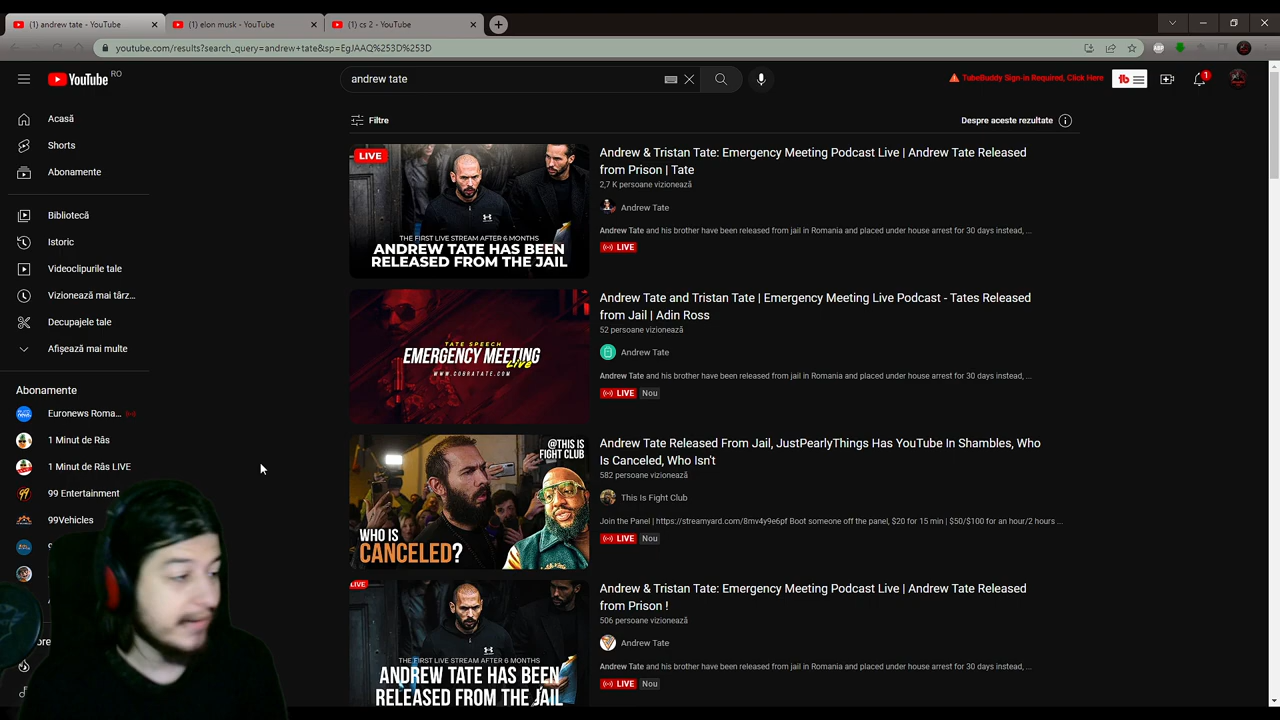 (1) andrew tate - YouTube
(1) elon musk - YouTube
(1) cs 2 - YouTube
youtube.com/results?search_query=andrew+tate&sp=EgJAAQ%253D%253D
YouTube RO
andrew tate
TubeBuddy Sign-in Required, Click Here
tb
1
Acasă
Shorts
Abonamente
Bibliotecă
Istoric
Videoclipurile tale
Vizionează mai târz...
Decupajele tale
Afișează mai multe
Abonamente
Euronews Roma...
1 Minut de Râs
1 Minut de Râs LIVE
99 Entertainment
99Vehicles
Filtre
Despre aceste rezultate
LIVE
THE FIRST LIVE STREAM AFTER 6 MONTHS
ANDREW TATE HAS BEEN
RELEASED FROM THE JAIL
Andrew & Tristan Tate: Emergency Meeting Podcast Live | Andrew Tate Released
from Prison | Tate
2,7 K persoane vizionează
Andrew Tate
Andrew Tate and his brother have been released from jail in Romania and placed under house arrest for 30 days instead, ...
LIVE
TATE SPEECH
EMERGENCY MEETING
Live
WWW.COBRATATE.COM
Andrew Tate and Tristan Tate | Emergency Meeting Live Podcast - Tates Released
from Jail | Adin Ross
52 persoane vizionează
Andrew Tate
Andrew Tate and his brother have been released from jail in Romania and placed under house arrest for 30 days instead, ...
LIVE Nou
@THIS IS
FIGHT CLUB
WHO IS
CANCELED?
Andrew Tate Released From Jail, JustPearlyThings Has YouTube In Shambles, Who
Is Canceled, Who Isn't
582 persoane vizionează
This Is Fight Club
Join the Panel | https://streamyard.com/8mv4y9e6pf Boot someone off the panel, $20 for 15 min | $50/$100 for an hour/2 hours ...
LIVE Nou
LIVE
THE FIRST LIVE STREAM AFTER 6 MONTHS
ANDREW TATE HAS BEEN
RELEASED FROM THE JAIL
Andrew & Tristan Tate: Emergency Meeting Podcast Live | Andrew Tate Released
from Prison !
506 persoane vizionează
Andrew Tate
Andrew Tate and his brother have been released from jail in Romania and placed under house arrest for 30 days instead, ...
LIVE Nou